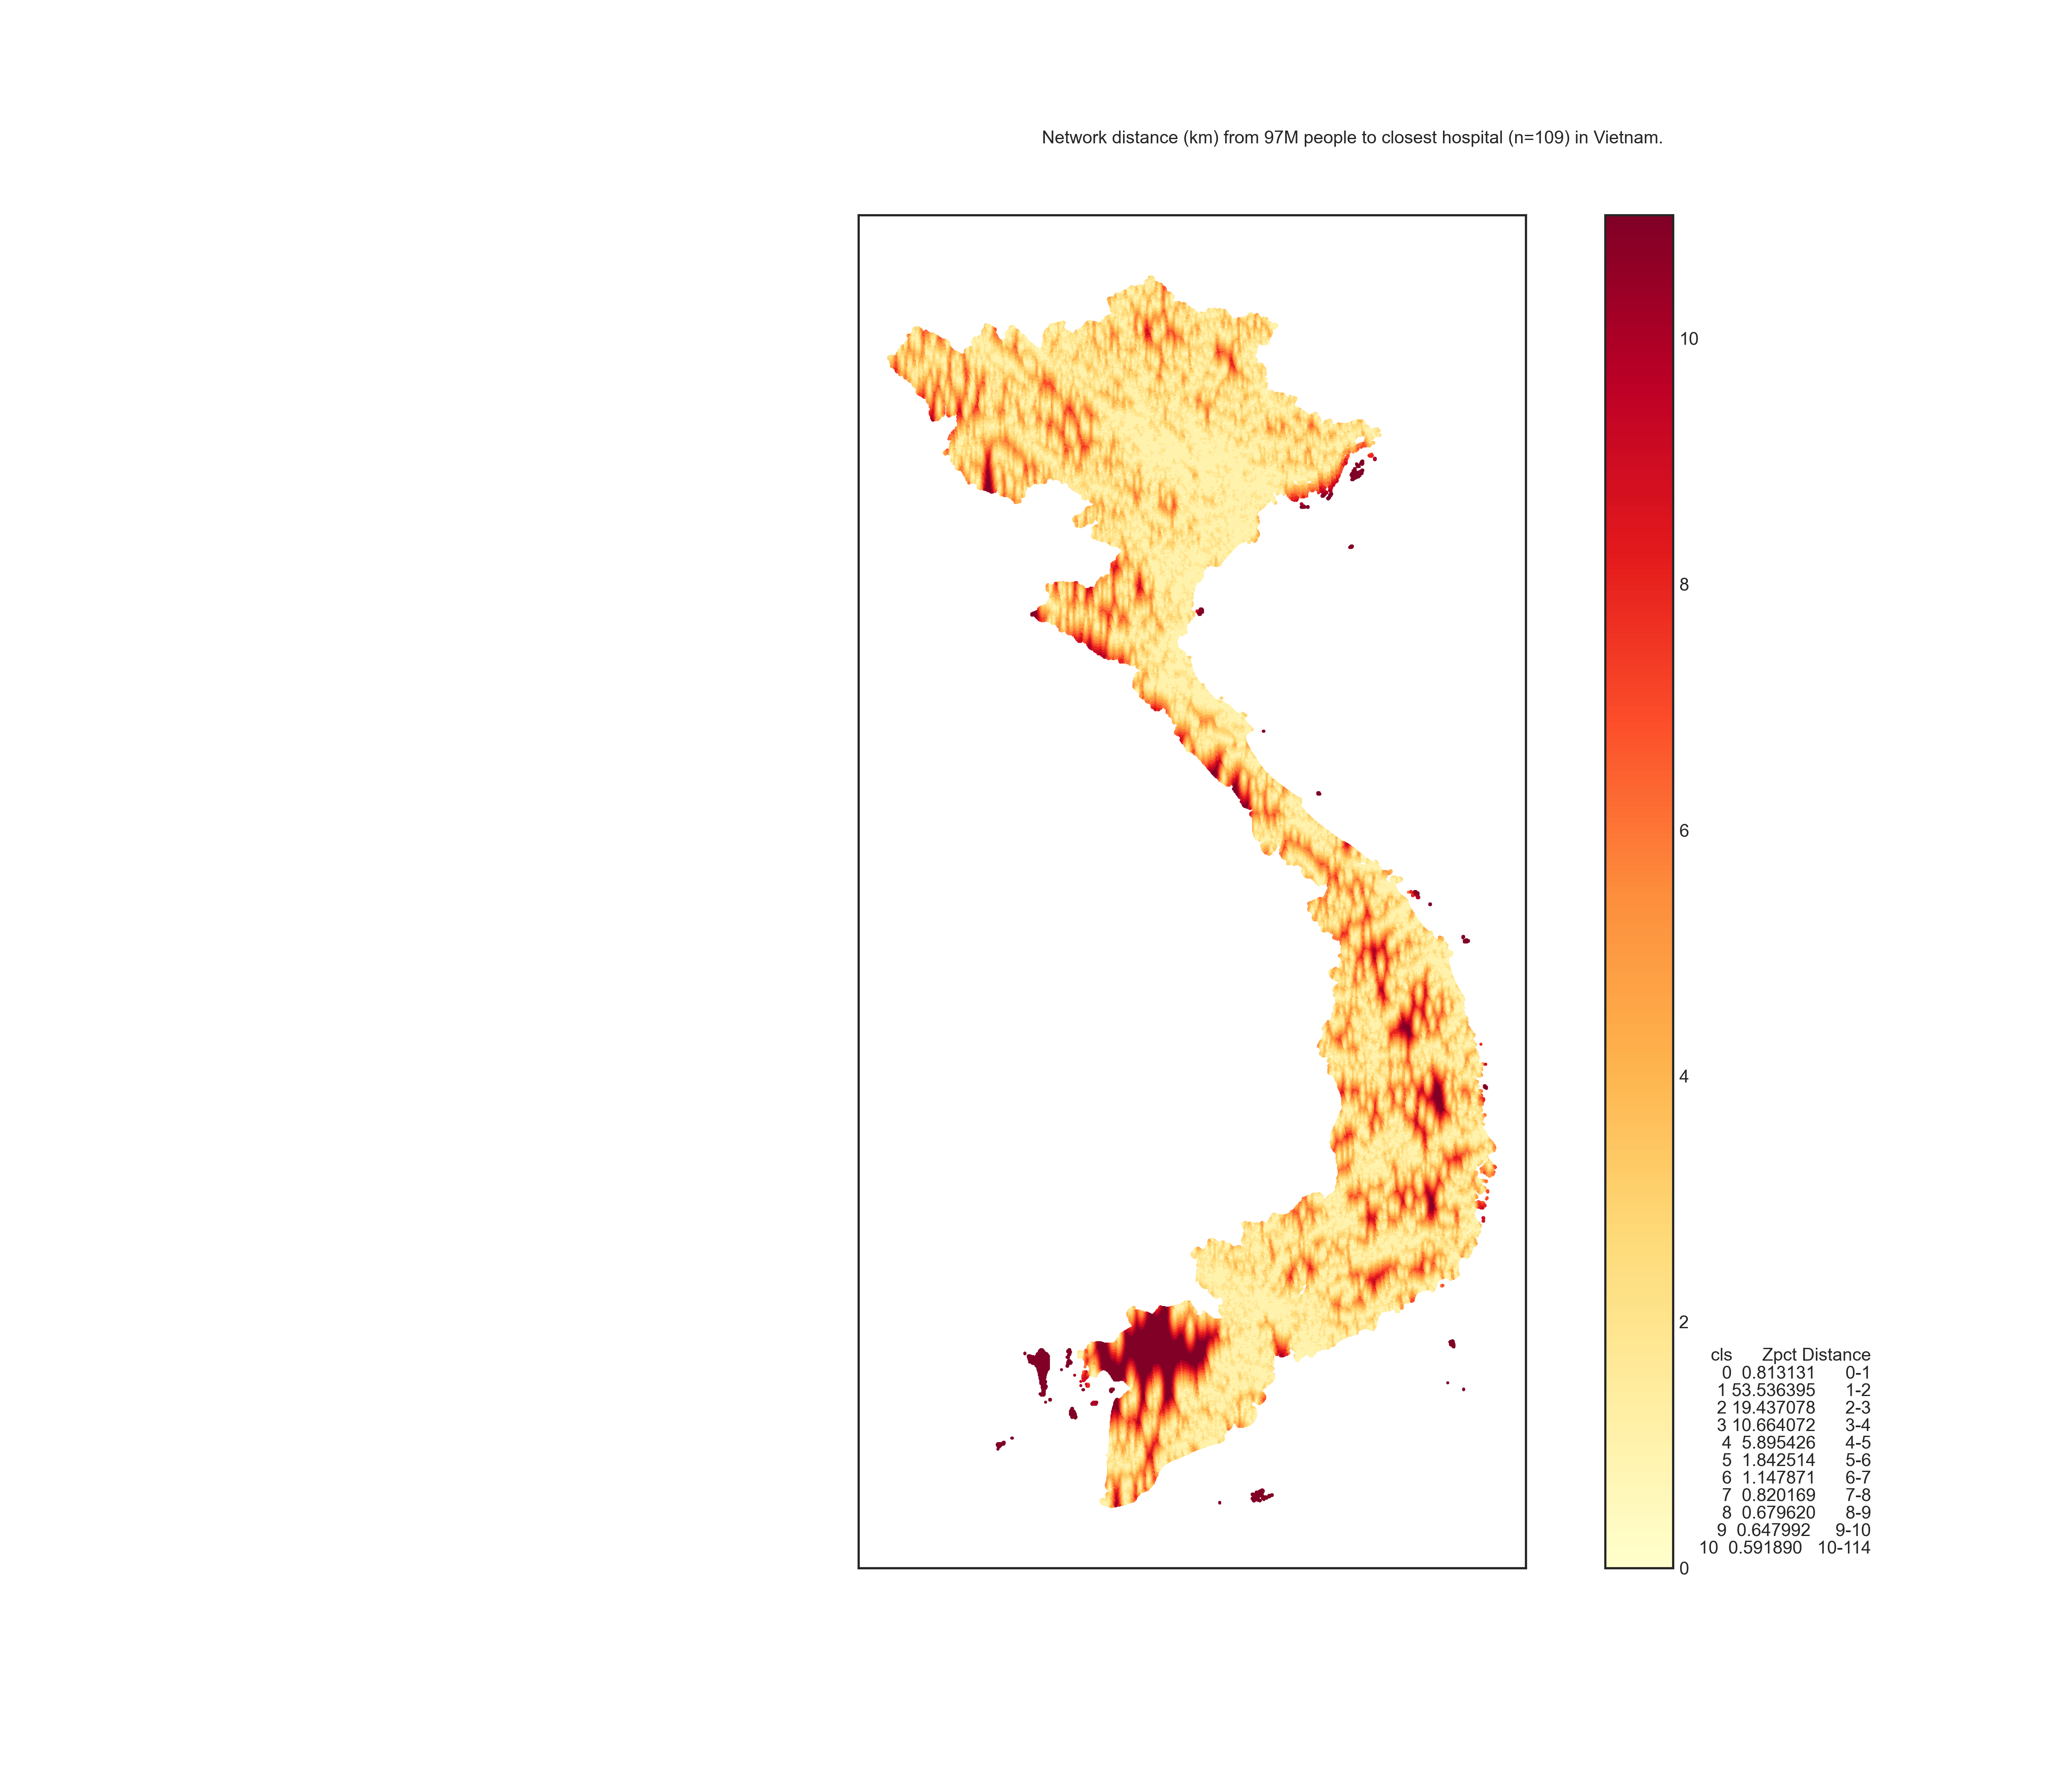 Network distance (km) from 97M people to closest hospital (n=109) in Vietnam.
10
8
6
4
2
0
cls Zpct Distance
0 0.813131 0-1
1 53.536395 1-2
2 19.437078 2-3
3 10.664072 3-4
4 5.895426 4-5
5 1.842514 5-6
6 1.147871 6-7
7 0.820169 7-8
8 0.679620 8-9
9 0.647992 9-10
10 0.591890 10-114